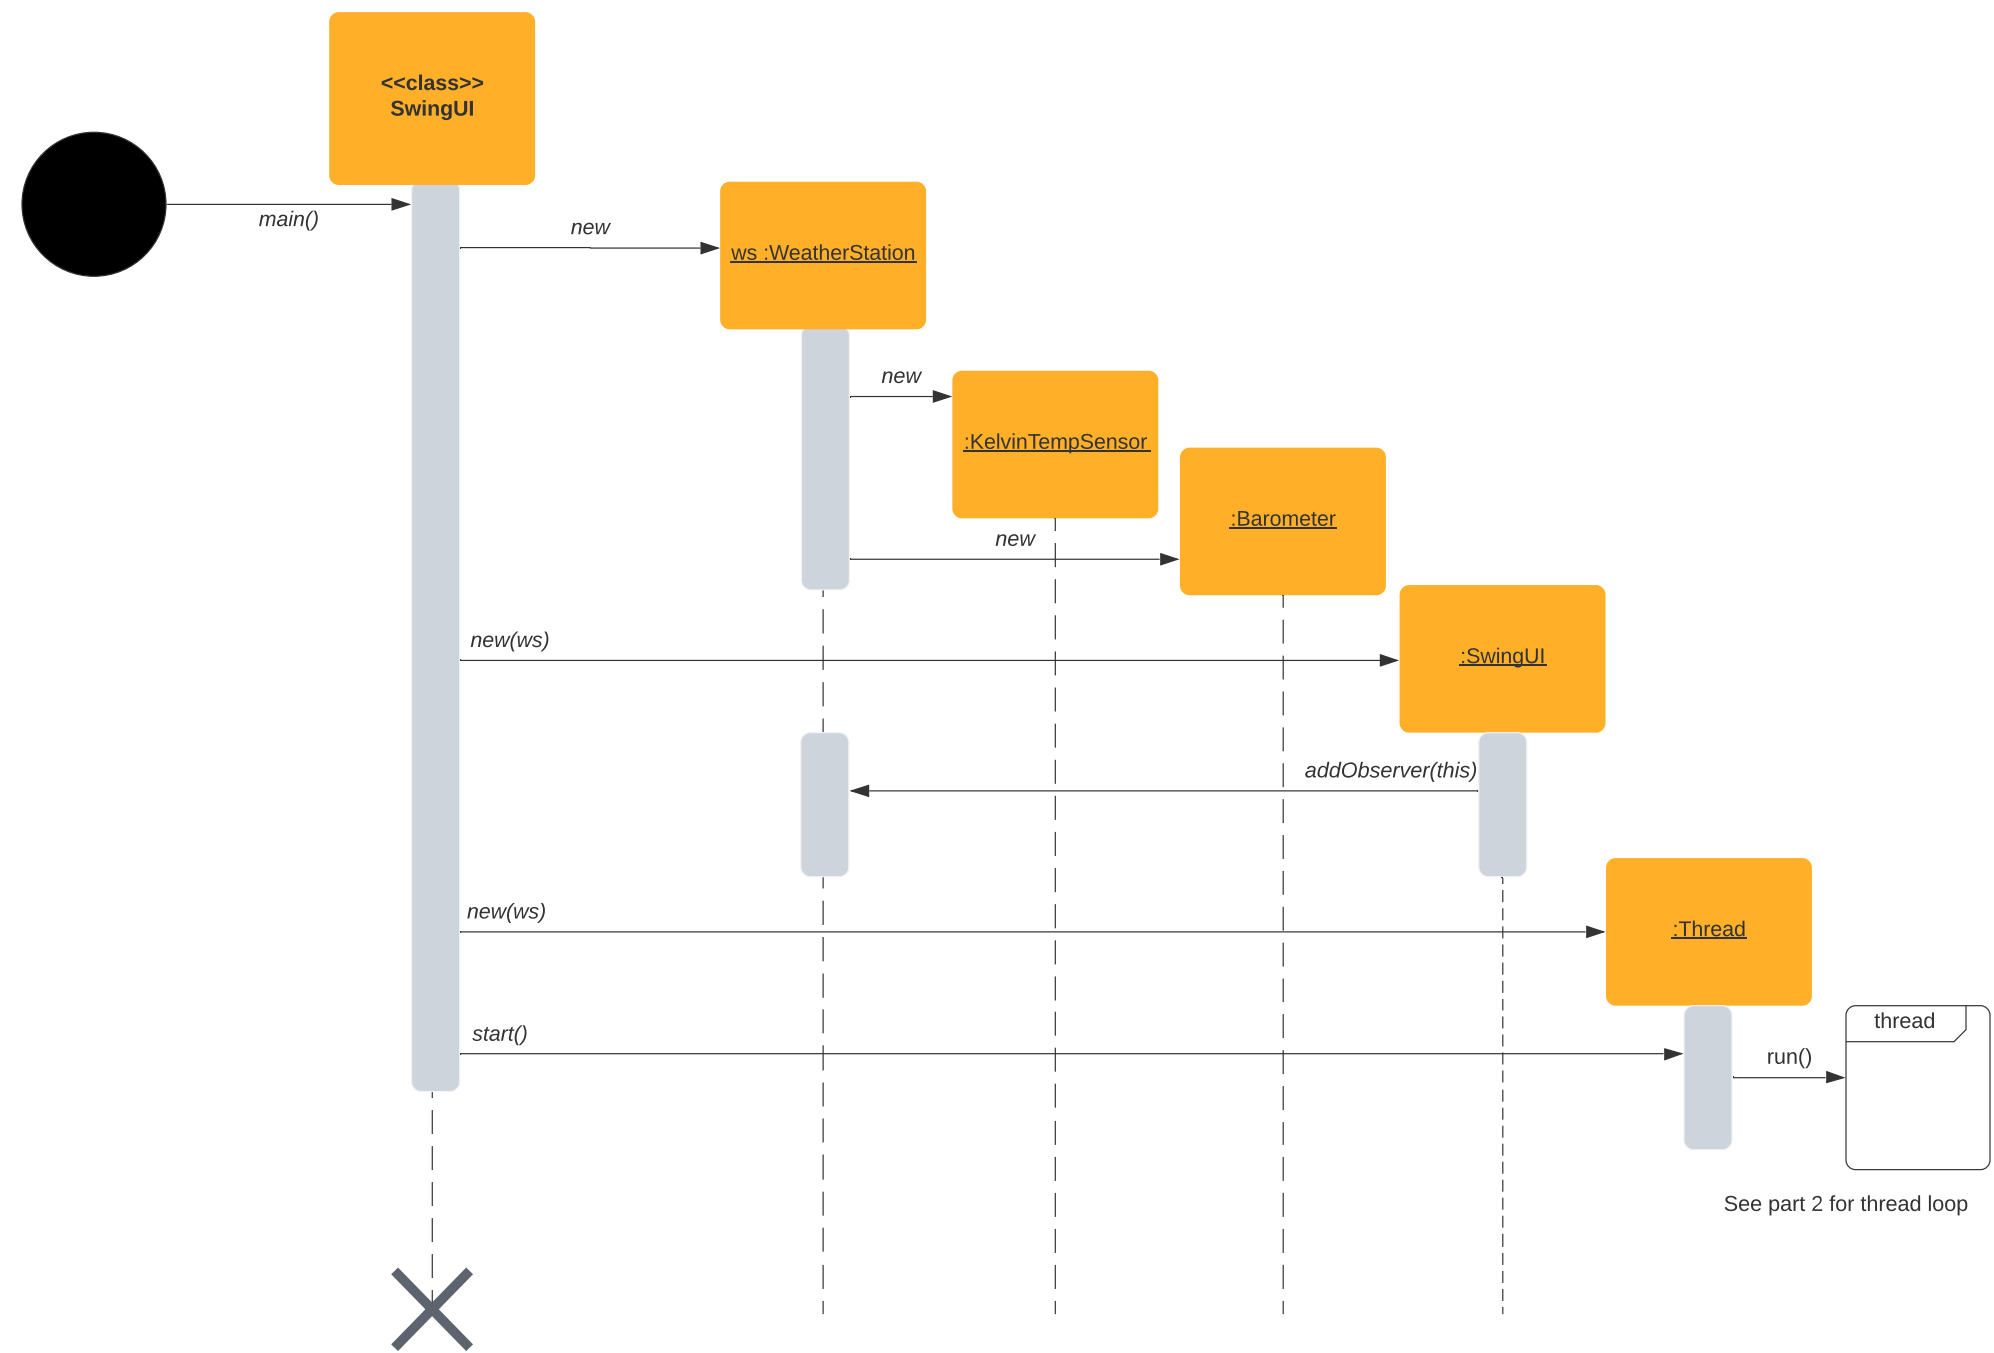 <<class>>
SwingUI
main()
new
ws :WeatherStation
new
:KelvinTempSensor
:Barometer
new
new(ws)
:SwingUI
addObserver(this)
new(ws)
:Thread
thread
start()
run()
See part 2 for thread loop